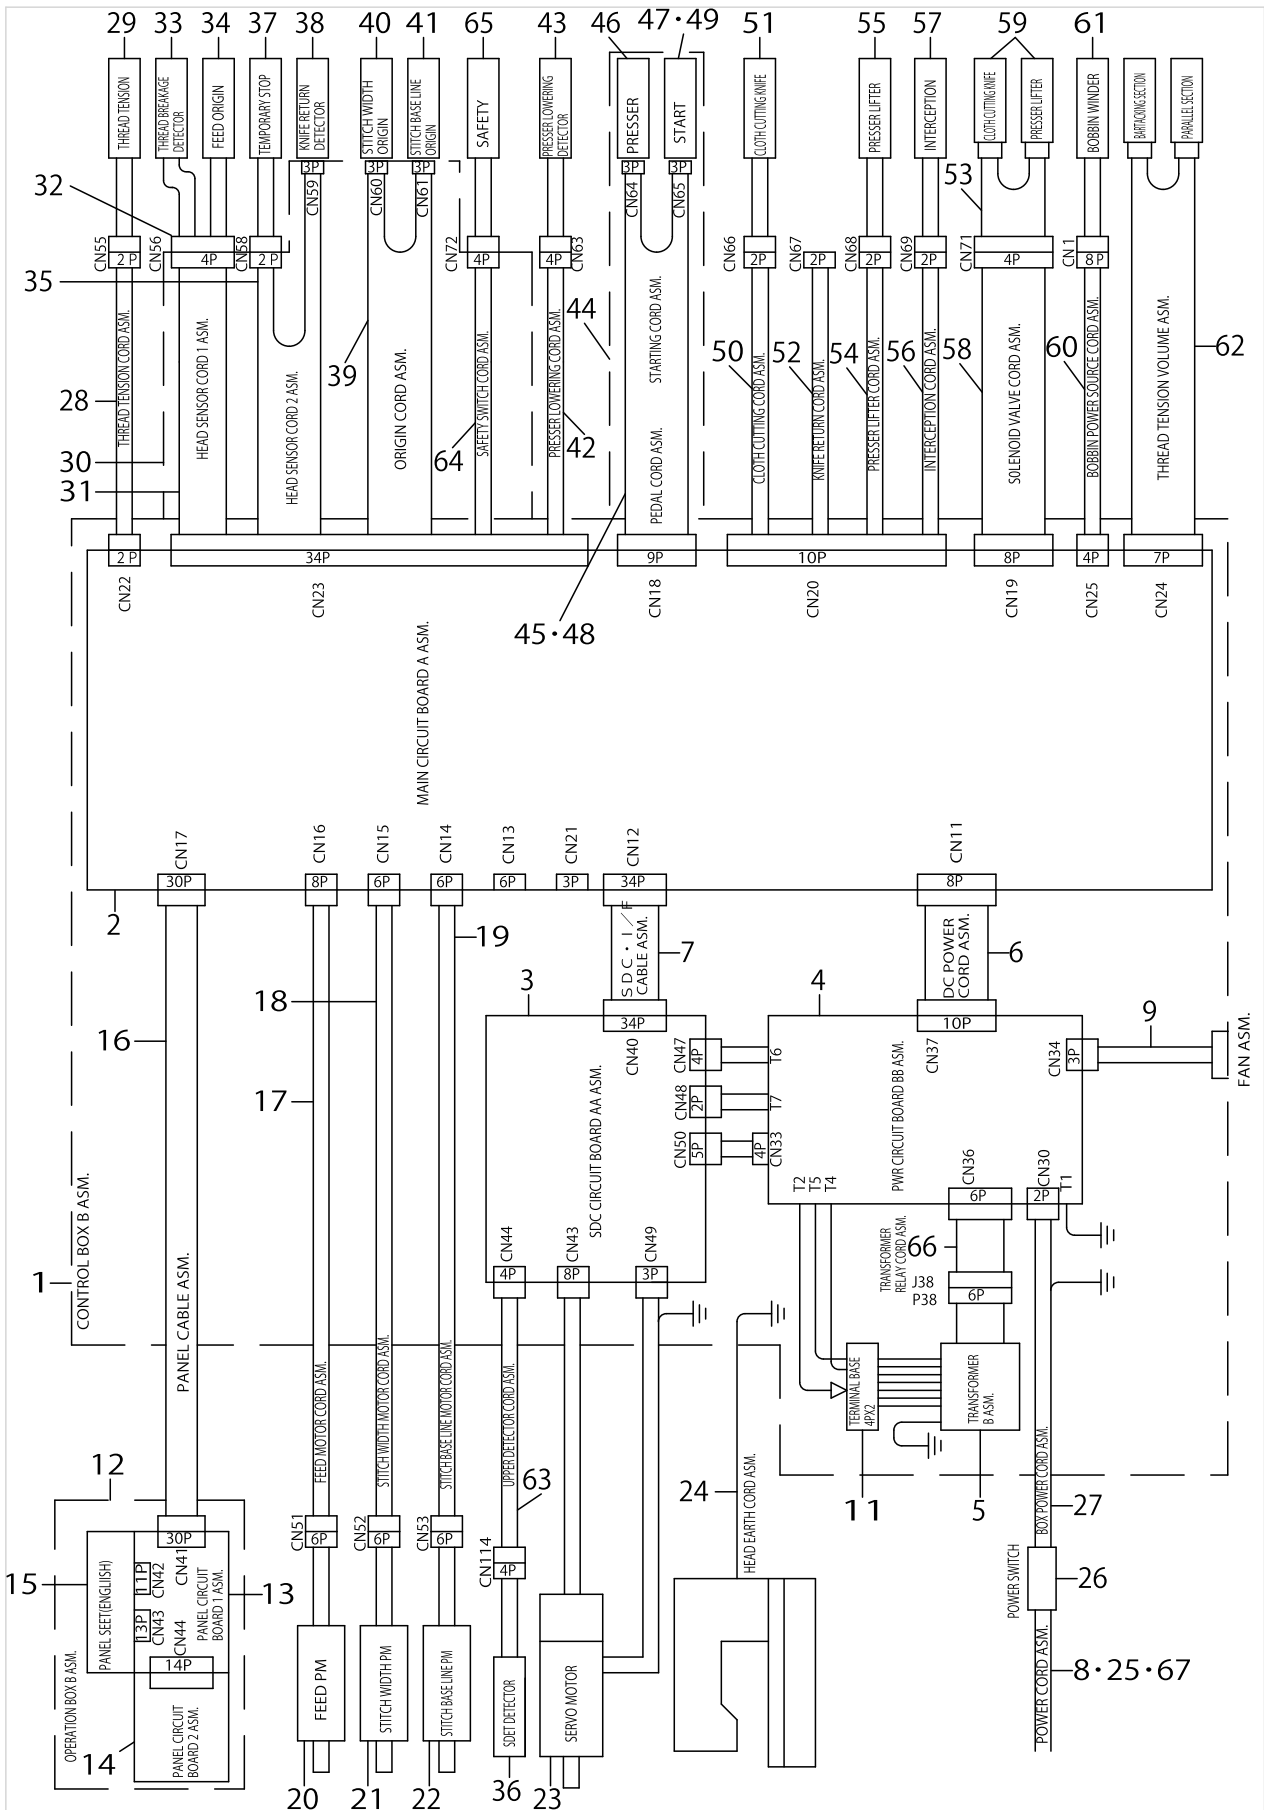 29 33 34 37 38 40 41 65 43 46 47・49 51 55 57 59 61
THREAD TENSION
THREAD BREAKAGE
DETECTOR
FEED ORIGIN
TEMPORARY STOP
KNIFE RETURN
DETECTOR
STITCH WIDTH
ORIGIN
STITCH BASE LINE
ORIGIN
SAFETY
PRESSER LOWERING
DETECTOR
PRESSER
START
CLOTH CUTTING KNIFE
PRESSER LIFTER
INTERCEPTION
CLOTH CUTTING KNIFE
PRESSER LIFTER
BOBBIN WINDER
BARTACKING SECTION
PARALLEL SECTION
3P 3P 3P 3P 3P
CN59 CN60 CN61 CN64 CN65
32
53
CN55 CN56 CN58 CN72 CN63 CN66 CN67 CN68 CN69 CN71 CN 1
2 P 4P 2 P 4P 4P 2P 2P 2P 2P 4P 8P
35
44
39
50 52 54 56 58 60 62
28
30
31
64
42
THREAD TENSION CORD ASM.
HEAD SENSOR CORD 1 ASM.
HEAD SENSOR CORD 2 ASM.
ORIGIN CORD ASM.
SAFETY SWITCH CORD ASM.
PRESSER LOWERING CORD ASM.
PEDAL CORD ASM.
STARTING CORD ASM.
CLOTH CUTTING CORD ASM.
KNIFE RETURN CORD ASM.
PRESSER LIFTER CORD ASM.
INTERCEPTION CORD ASM.
SOLENOID VALVE CORD ASM.
BOBBIN POWER SOURCE CORD ASM.
THREAD TENSION VOLUME ASM.
2 P 34P 9P 10P 8P 4P 7P
CN22 CN23 CN18 CN20 CN19 CN25 CN24
45・48
MAIN CIRCUIT BOARD A ASM.
CN17 CN16 CN15 CN14 CN13 CN21 CN12 CN11
30P 8P 6P 6P 6P 3P 34P 8P
2
19
SDC・I/F
CABLE ASM.
7
DC POWER
CORD ASM.
6
18
3
4
9
16
34P
10P
CN40
CN47
4P
T6
CN37
CN34
3P
FAN ASM.
17
CN48
2P
T7
CN50
5P
4P
CN33
SDC CIRCUIT BOARD AA ASM.
PWR CIRCUIT BOARD BB ASM.
T2
T5
T4
CN36
6P
CN30
2P
T1
TRANSFORMER
RELAY CORD ASM.
66
J38
P38
6P
CN44 CN43 CN49
4P 8P 3P
1
CONTROL BOX B ASM.
PANEL CABLE ASM.
FEED MOTOR CORD ASM.
STITCH WIDTH MOTOR CORD ASM.
STITCH BASE LINE MOTOR CORD ASM.
UPPER DETECTOR CORD ASM.
63
24
HEAD EARTH CORD ASM.
TERMINAL BASE
4PX2
TRANSFORMER
B ASM.
11
5
BOX POWER CORD ASM.
27
12
30P
CN41
CN51
6P
CN52
6P
CN53
6P
CN114
4P
15
PANEL SEET(ENGLIISH)
11P
CN42
13P
CN43
CN44
14P
PANEL CIRCUIT
BOARD 1 ASM.
13
POWER SWITCH
26
OPERATION BOX B ASM.
14
PANEL CIRCUIT
BOARD 2 ASM.
FEED PM
STITCH WIDTH PM
STITCH BASE LINE PM
SDET DETECTOR
SERVO MOTOR
POWER CORD ASM.
8・25・67
20 21 22 36 23